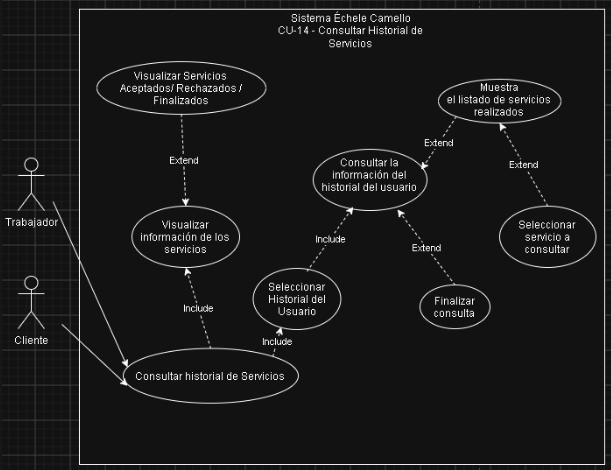 Sistema Échele Camello
CU-14 - Consultar Historial de
Servicios
Visualizar Servicios
Aceptados/ Rechazados /
Finalizados
Muestra
el listado de servicios
realizados
Extend
Extend
Extend
Consultar la
información del
historial del usuario
Trabajador
Visualizar
información de los
servicios
Seleccionar
servicio a
consultar
Include
Extend
Seleccionar
Historial del
Usuario
Finalizar
consulta
Include
Cliente
Include
Consultar historial de Servicios